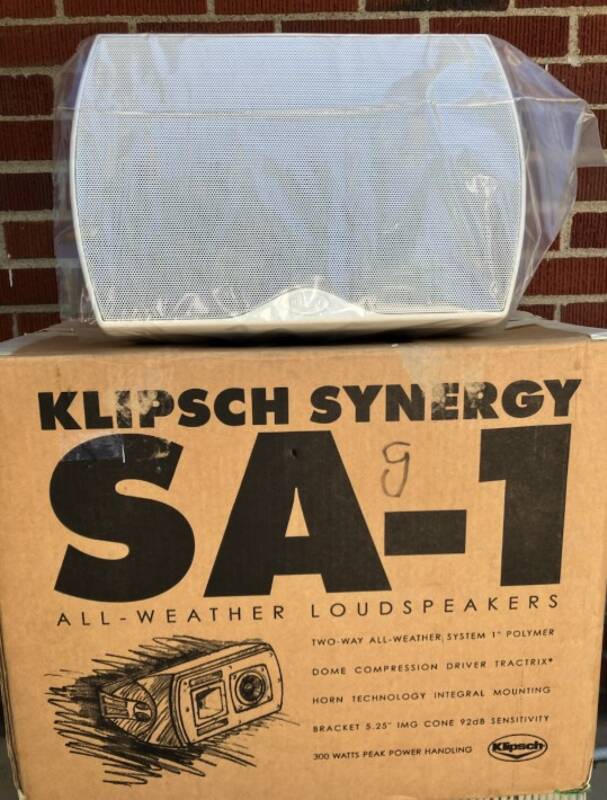 KLIPSCH SYNERGY
SA-1
9
ALL-WEATHER LOUDSPEAKERS
TWO-WAY ALL-WEATHER SYSTEM 1" POLYMER
DOME COMPRESSION DRIVER TRACTRIX®
HORN TECHNOLOGY INTEGRAL MOUNTING
BRACKET 5.25" IMG CONE 92dB SENSITIVITY
300 WATTS PEAK POWER HANDLING
Klipsch